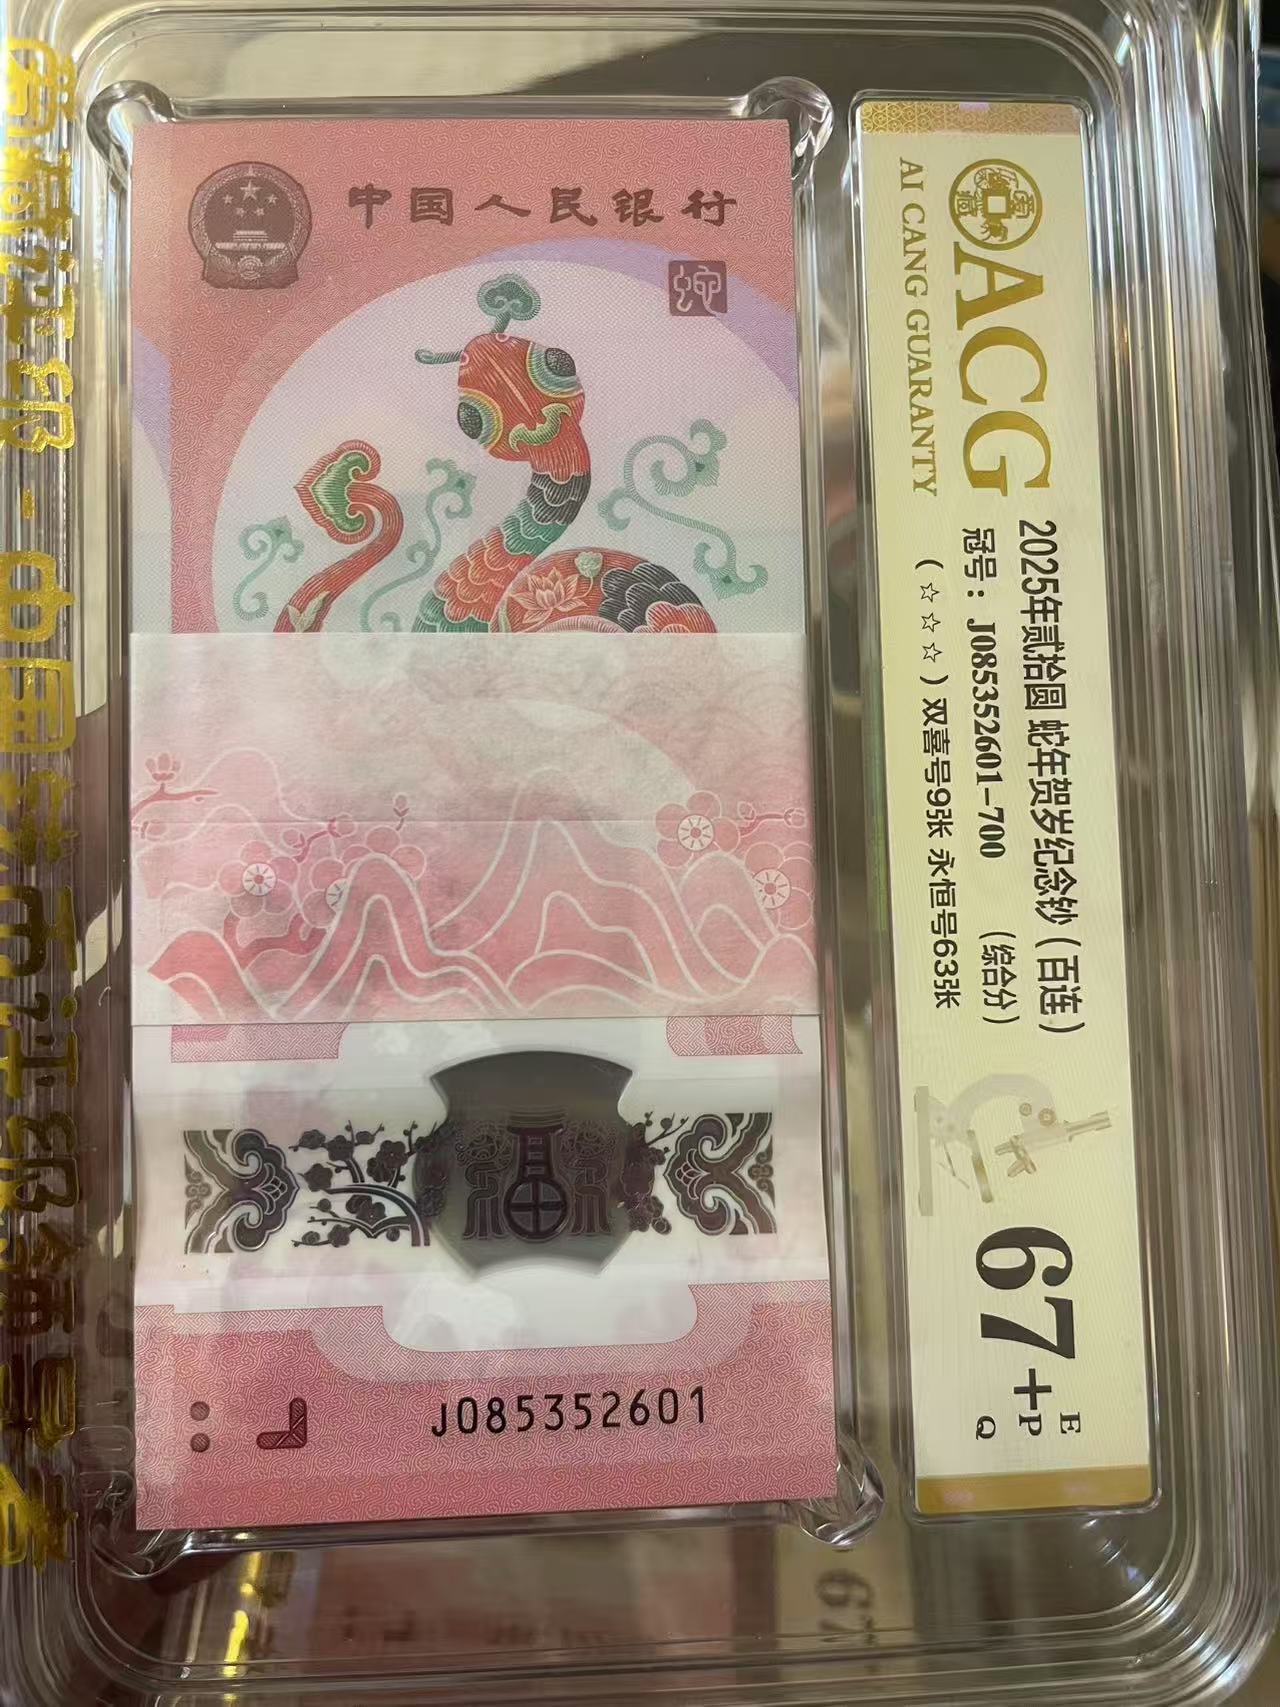 中国人民银行
蛇
J085352601
ACG
AI CANG GUARANTY
2025年贰拾圆 蛇年贺岁纪念钞（百连）
冠号：J085352601-700 （综合分）
（☆☆☆）双喜号9张 永恒号63张
67+
E
P
Q
67